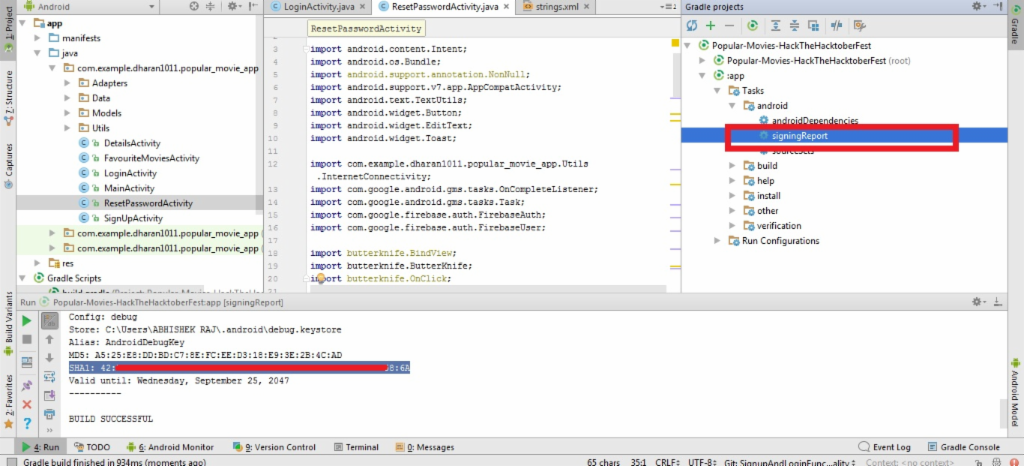 1: Project
Android
app
manifests
java
com.example.dharan1011.popular_movie_app
Adapters
Data
Models
Utils
DetailsActivity
FavouriteMoviesActivity
LoginActivity
MainActivity
ResetPasswordActivity
SignUpActivity
com.example.dharan1011.popular_movie_app
com.example.dharan1011.popular_movie_app
res
Gradle Scripts
7: Structure
Captures
Build Variants
2: Favorites
LoginActivity.java
ResetPasswordActivity.java
strings.xml
ResetPasswordActivity
3 import android.content.Intent;
4 import android.os.Bundle;
5 import android.support.annotation.NonNull;
6 import android.support.v7.app.AppCompatActivity;
7 import android.text.TextUtils;
8 import android.widget.Button;
9 import android.widget.EditText;
10 import android.widget.Toast;
11
12 import com.example.dharan1011.popular_movie_app.Utils
.InternetConnectivity;
13 import com.google.android.gms.tasks.OnCompleteListener;
14 import com.google.android.gms.tasks.Task;
15 import com.google.firebase.auth.FirebaseAuth;
16 import com.google.firebase.auth.FirebaseUser;
17
18 import butterknife.BindView;
19 import butterknife.ButterKnife;
20 import butterknife.OnClick;
21
Gradle projects
Popular-Movies-HackTheHacktoberFest
Popular-Movies-HackTheHacktoberFest (root)
:app
Tasks
android
androidDependencies
signingReport
sourceSets
build
help
install
other
verification
Run Configurations
Gradle
Android Model
Run Popular-Movies-HackTheHacktoberFest:app [signingReport]
Config: debug
Store: C:\Users\ABHISHEK RAJ\.android\debug.keystore
Alias: AndroidDebugKey
MD5: A5:25:E8:DD:BD:C7:8E:FC:EE:D3:18:E9:3E:2B:4C:AD
SHA1: 42: :6A
Valid until: Wednesday, September 25, 2047
----------
BUILD SUCCESSFUL
4: Run
TODO
6: Android Monitor
9: Version Control
Terminal
0: Messages
Event Log
Gradle Console
Gradle build finished in 934ms (moments ago)
65 chars
35:1
CRLF
UTF-8
Git: SignupAndLoginFunc...ality
Context: <no context>